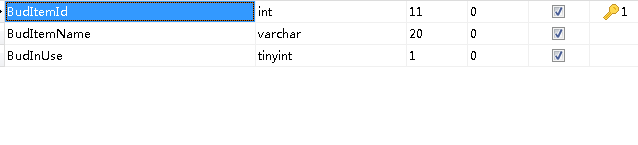 BudItemId int 11 0 1
BudItemName varchar 20 0
BudInUse tinyint 1 0